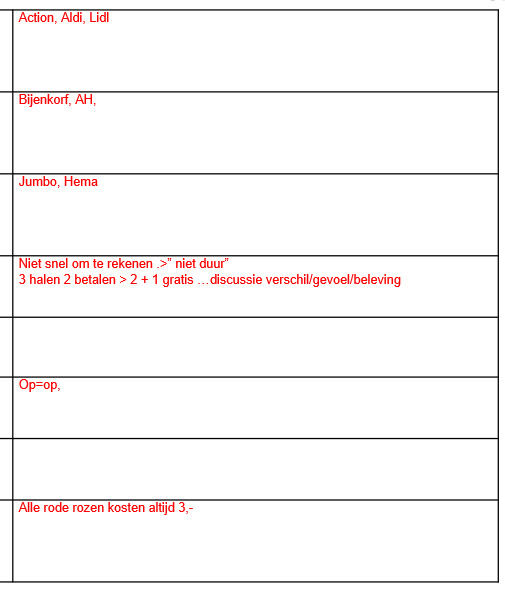 Action, Aldi, Lidl
Bijenkorf, AH,
Jumbo, Hema
Niet snel om te rekenen .>” niet duur”
3 halen 2 betalen > 2 + 1 gratis …discussie verschil/gevoel/beleving
Op=op,
Alle rode rozen kosten altijd 3,-